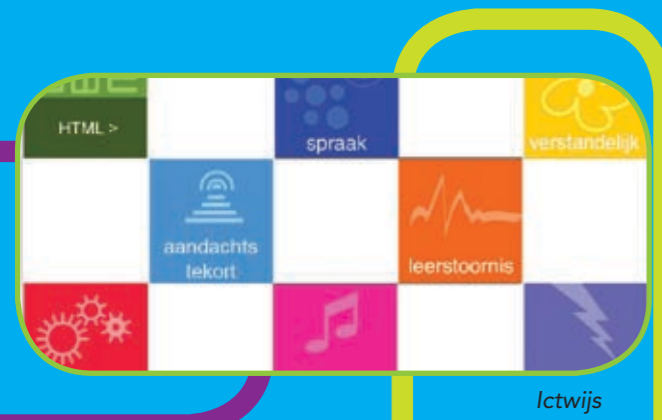 HTML >
spraak
verstandelijk
aandachts
tekort
leerstoornis
Ictwijs